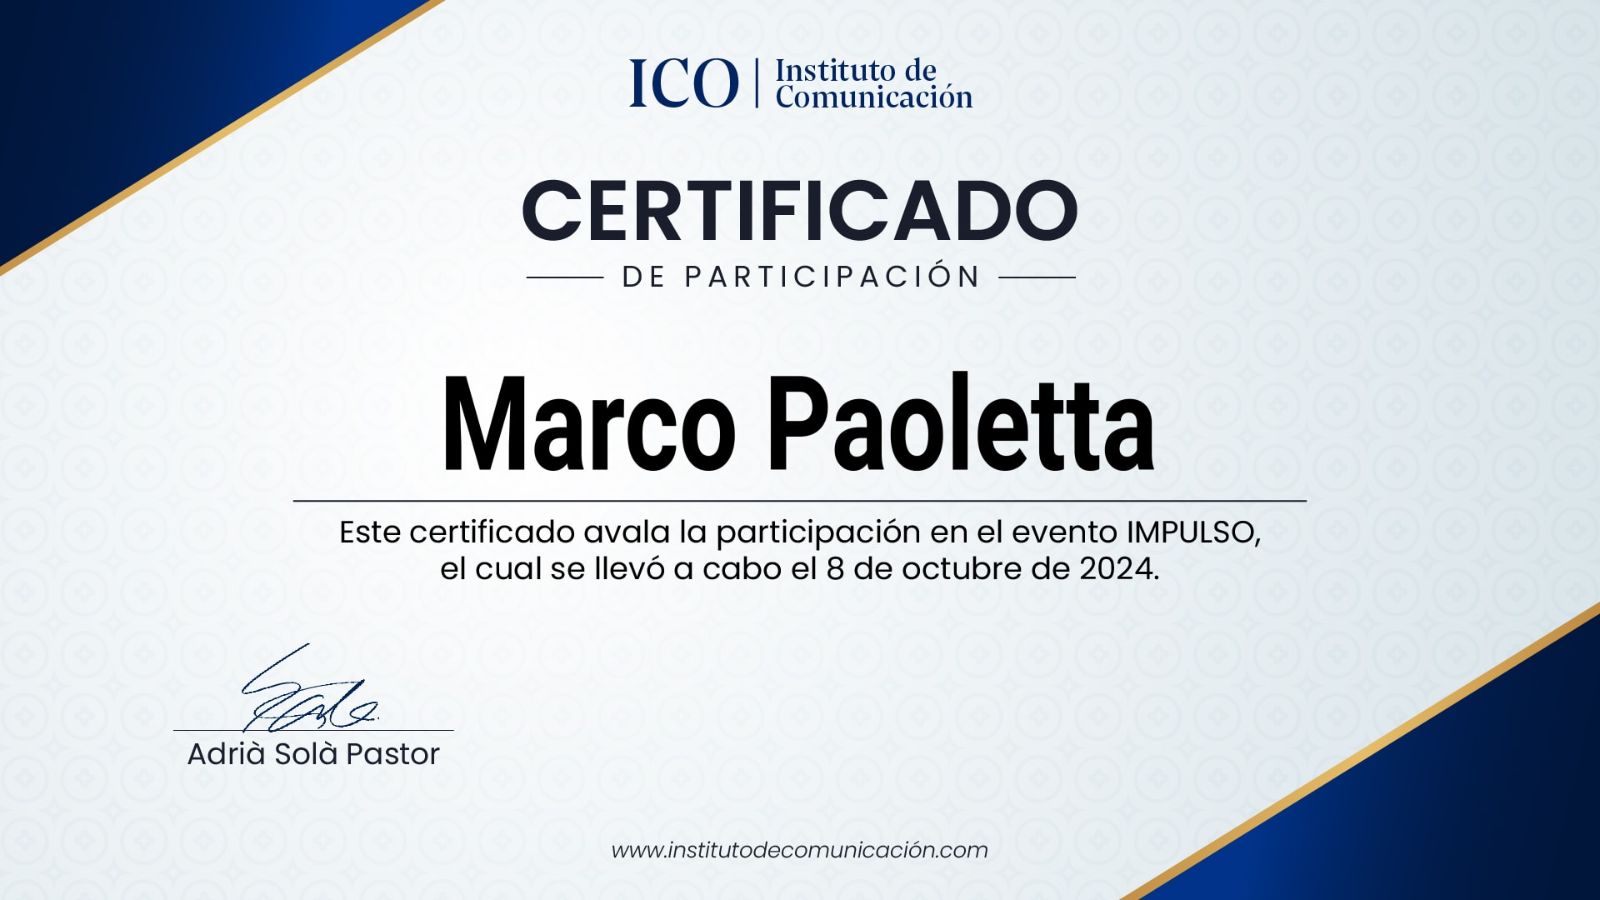 ICO | Instituto de
Comunicación
CERTIFICADO
DE PARTICIPACIÓN
Marco Paoletta
Este certificado avala la participación en el evento IMPULSO,
el cual se llevó a cabo el 8 de octubre de 2024.
Adrià Solà Pastor
www.institutodecomunicación.com